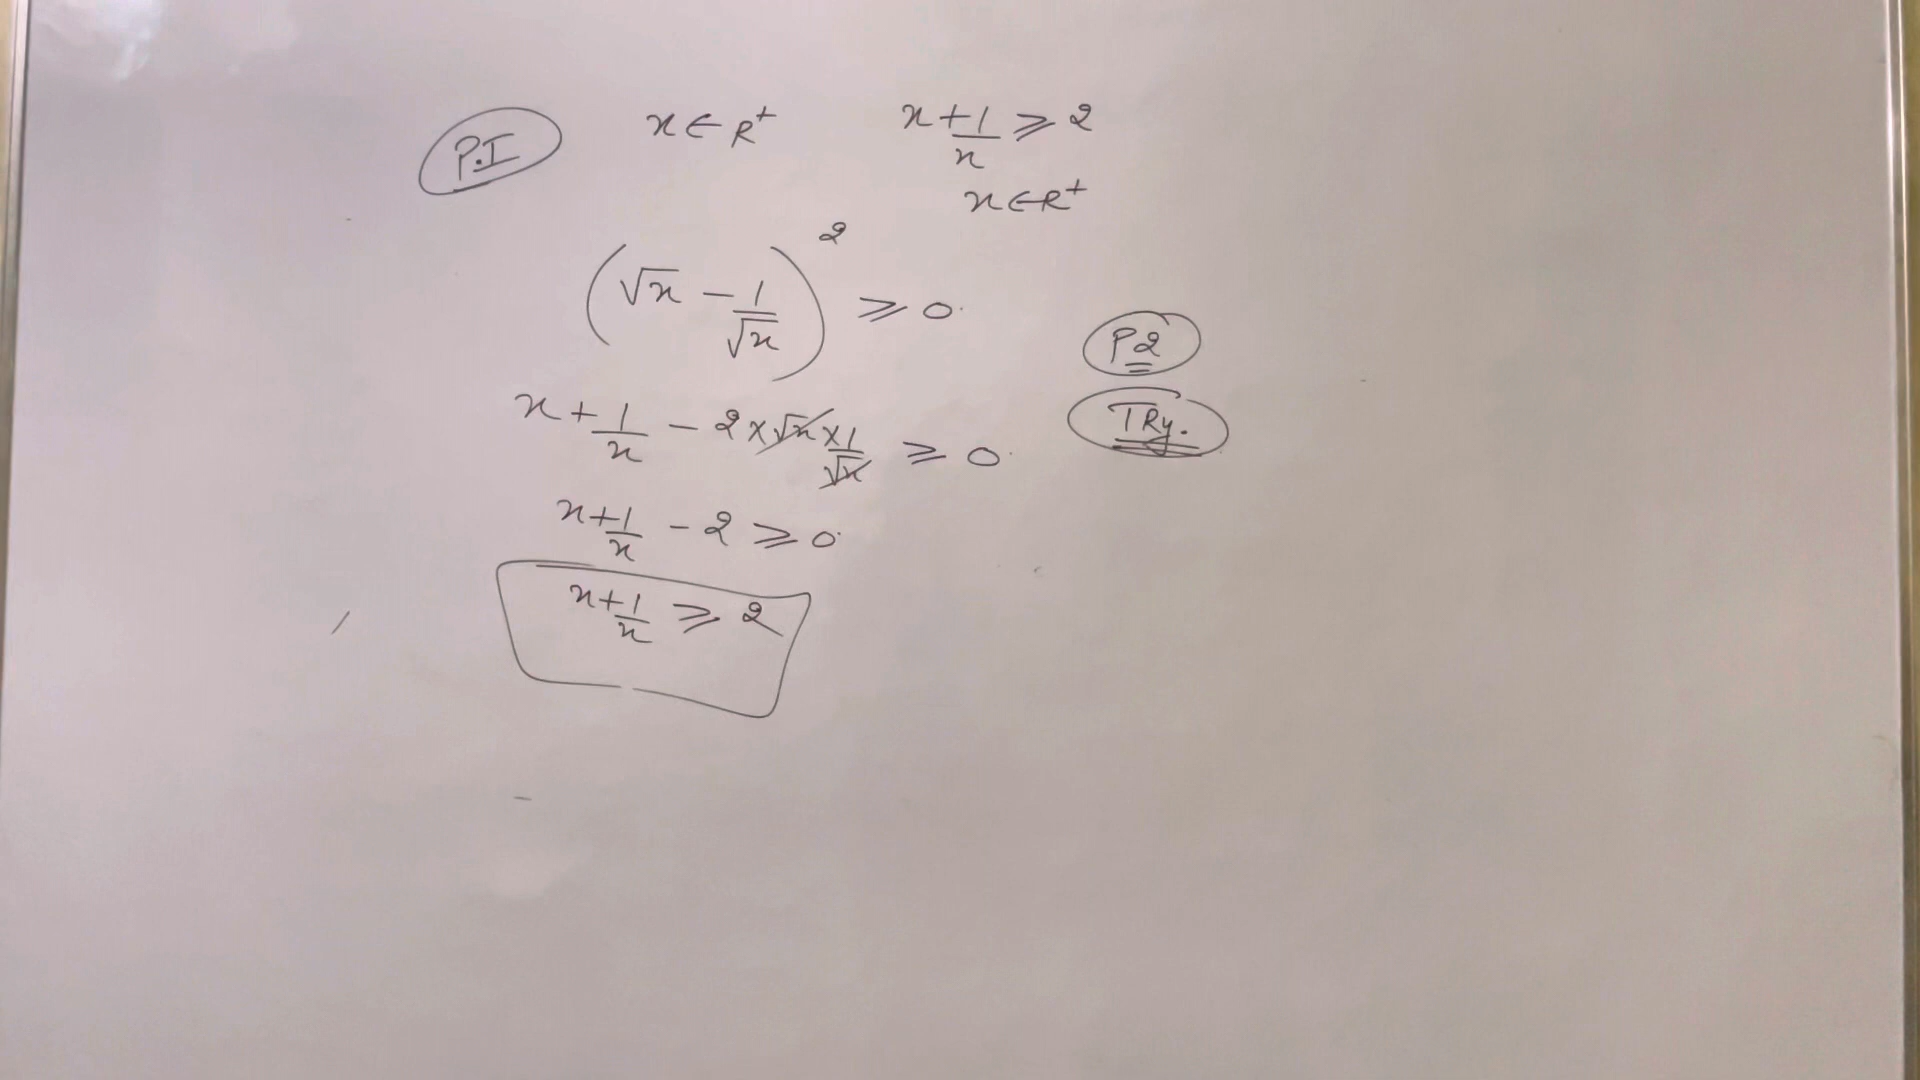 P.I
x ∈ R⁺
x + 1/x ⩾ 2
x ∈ R⁺
(√x − 1/√x)² ⩾ 0
x + 1/x − 2 × √x × 1/√x ⩾ 0
x + 1/x − 2 ⩾ 0
x + 1/x ⩾ 2
P2
TRy.